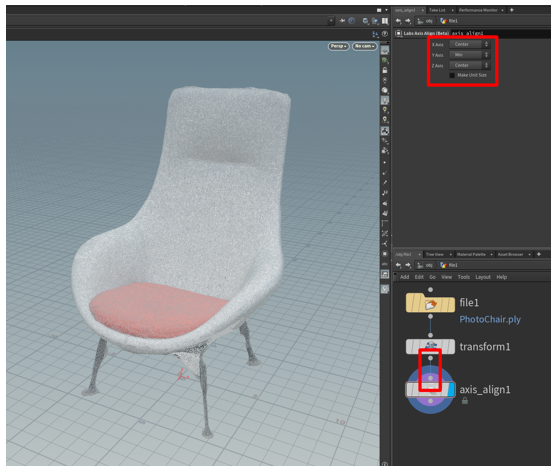 axis_align1
Take List
Performance Monitor
obj
file1
Persp
No cam
Labs Axis Align (Beta) axis_align1
X Axis Center
Y Axis Min
Z Axis Center
Make Unit Size
/obj/file1
Tree View
Material Palette
Asset Browser
obj
file1
Add Edit Go View Tools Layout Help
file1
PhotoChair.ply
transform1
axis_align1